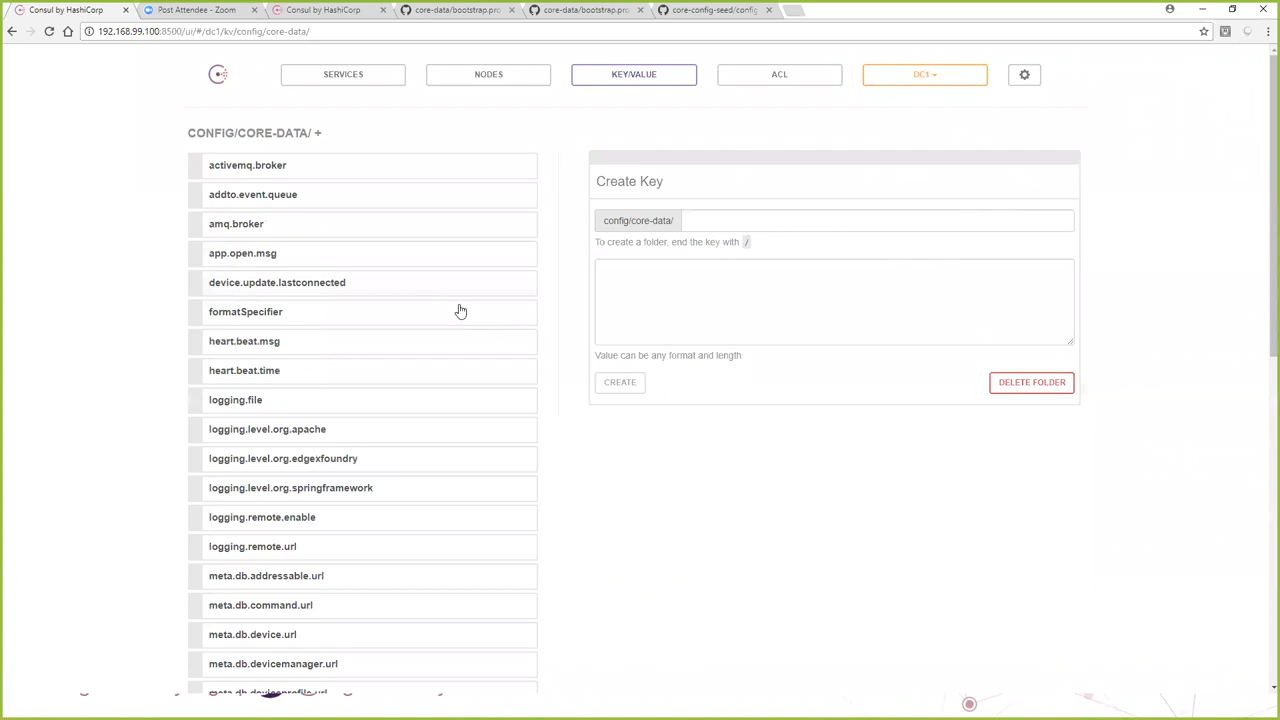 Consul by HashiCorp
Post Attendee - Zoom
Consul by HashiCorp
core-data/bootstrap.pro
core-data/bootstrap.pro
core-config-seed/config
192.168.99.100:8500/ui/#/dc1/kv/config/core-data/
SERVICES
NODES
KEY/VALUE
ACL
DC1
CONFIG/CORE-DATA/ +
activemq.broker
addto.event.queue
amq.broker
app.open.msg
device.update.lastconnected
formatSpecifier
heart.beat.msg
heart.beat.time
logging.file
logging.level.org.apache
logging.level.org.edgexfoundry
logging.level.org.springframework
logging.remote.enable
logging.remote.url
meta.db.addressable.url
meta.db.command.url
meta.db.device.url
meta.db.devicemanager.url
meta.db.deviceprofile.url
Create Key
config/core-data/
To create a folder, end the key with /
Value can be any format and length
CREATE
DELETE FOLDER